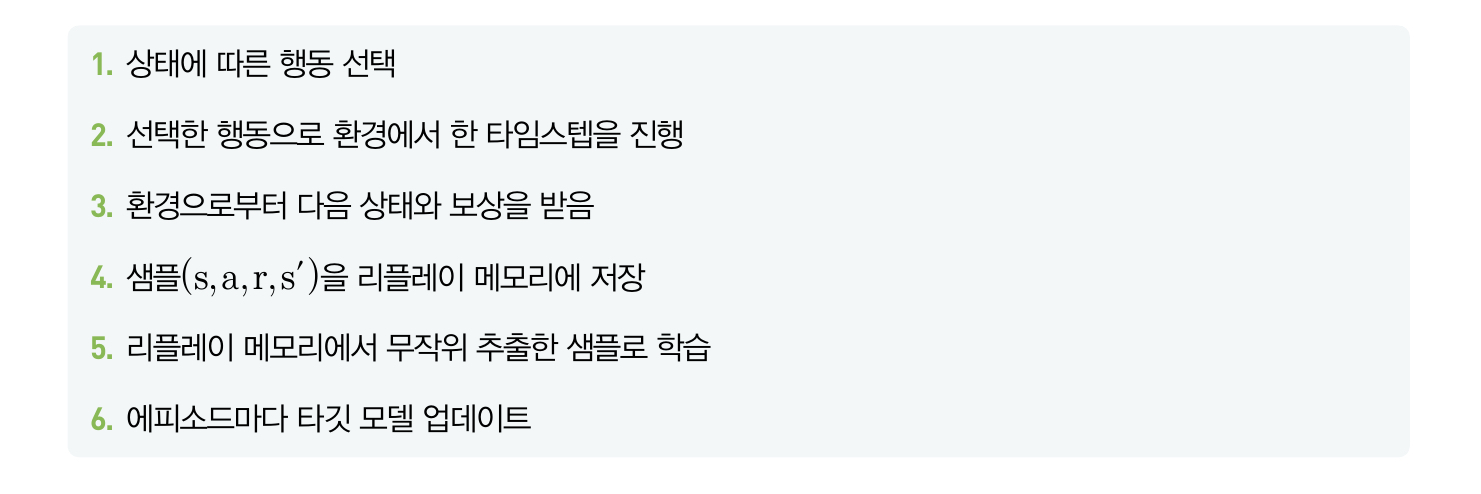 1. 상태에 따른 행동 선택
2. 선택한 행동으로 환경에서 한 타임스텝을 진행
3. 환경으로부터 다음 상태와 보상을 받음
4. 샘플(s, a, r, s′)을 리플레이 메모리에 저장
5. 리플레이 메모리에서 무작위 추출한 샘플로 학습
6. 에피소드마다 타깃 모델 업데이트